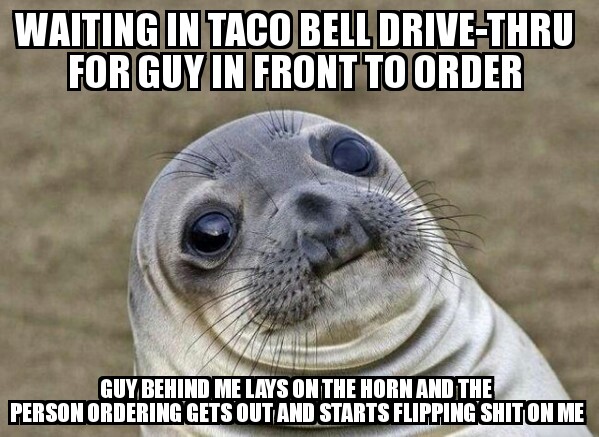 WAITING IN TACO BELL DRIVE-THRU
FOR GUY IN FRONT TO ORDER
GUY BEHIND ME LAYS ON THE HORN AND THE
PERSON ORDERING GETS OUT AND STARTS FLIPPING SHIT ON ME